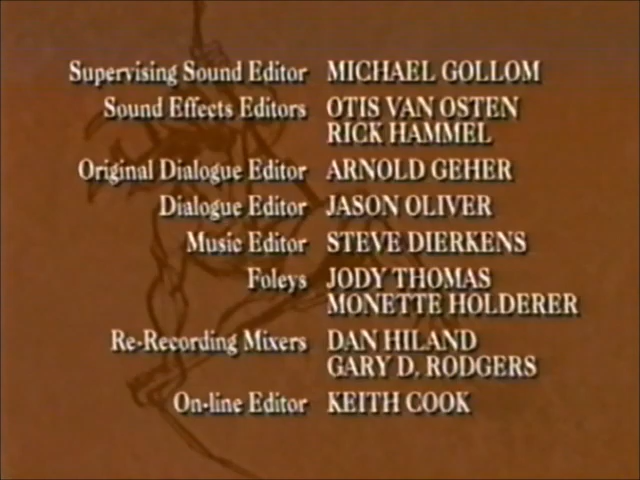 Supervising Sound Editor MICHAEL GOLLOM
Sound Effects Editors OTIS VAN OSTEN
RICK HAMMEL
Original Dialogue Editor ARNOLD GEHER
Dialogue Editor JASON OLIVER
Music Editor STEVE DIERKENS
Foleys JODY THOMAS
MONETTE HOLDERER
Re-Recording Mixers DAN HILAND
GARY D. RODGERS
On-line Editor KEITH COOK